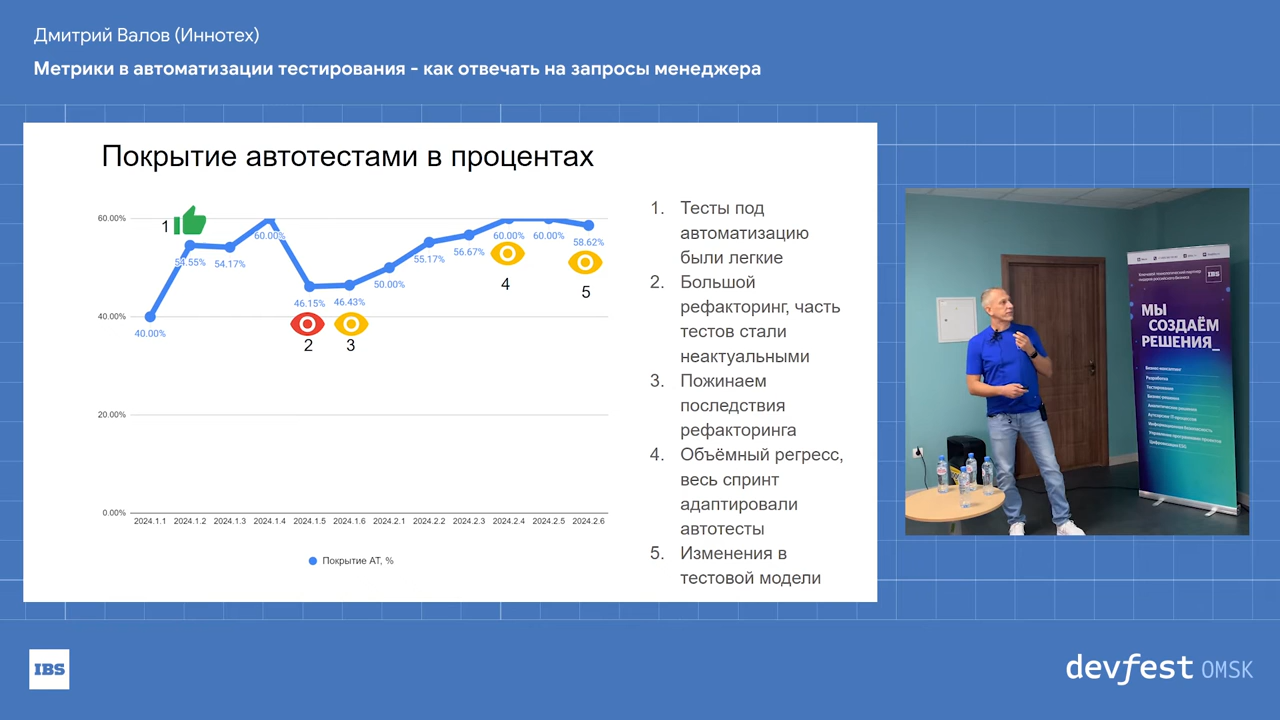 Дмитрий Валов (Иннотех)
Метрики в автоматизации тестирования - как отвечать на запросы менеджера
Покрытие автотестами в процентах
60.00%
40.00%
20.00%
0.00%
1
40.00%
54.55%
54.17%
60.00%
46.15%
46.43%
50.00%
55.17%
56.67%
60.00%
60.00%
58.62%
2
3
4
5
2024.1.1 2024.1.2 2024.1.3 2024.1.4 2024.1.5 2024.1.6 2024.2.1 2024.2.2 2024.2.3 2024.2.4 2024.2.5 2024.2.6
Покрытие АТ, %
1. Тесты под
автоматизацию
были легкие
2. Большой
рефакторинг, часть
тестов стали
неактуальными
3. Пожинаем
последствия
рефакторинга
4. Объёмный регресс,
весь спринт
адаптировали
автотесты
5. Изменения в
тестовой модели
IBS
МЫ
СОЗДАЁМ
РЕШЕНИЯ_
Бизнес-консалтинг
Разработка
Тестирование
IBS
devfest OMSK